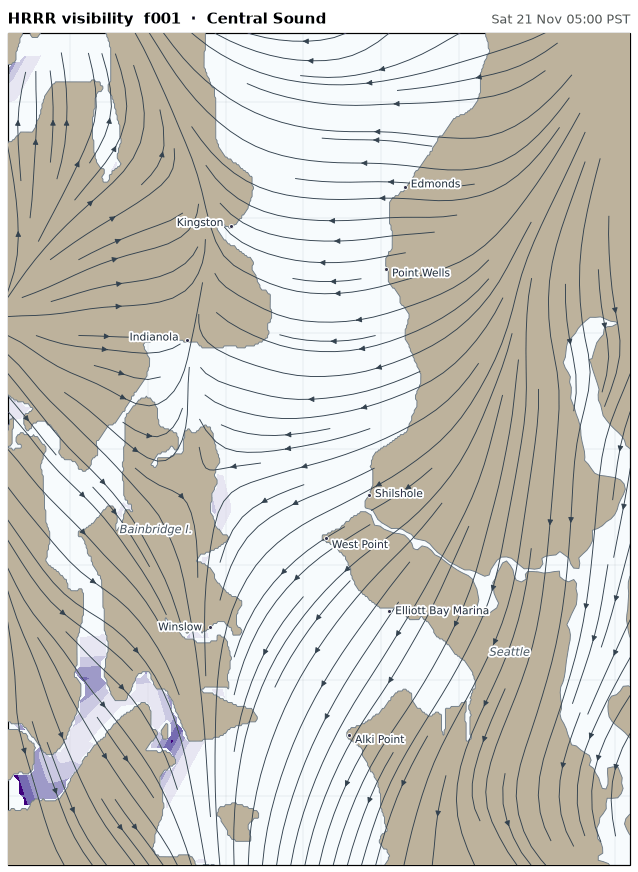 HRRR visibility f001 · Central Sound
Sat 21 Nov 05:00 PST
Edmonds
Kingston
Point Wells
Indianola
Shilshole
Bainbridge I.
West Point
Elliott Bay Marina
Winslow
Seattle
Alki Point